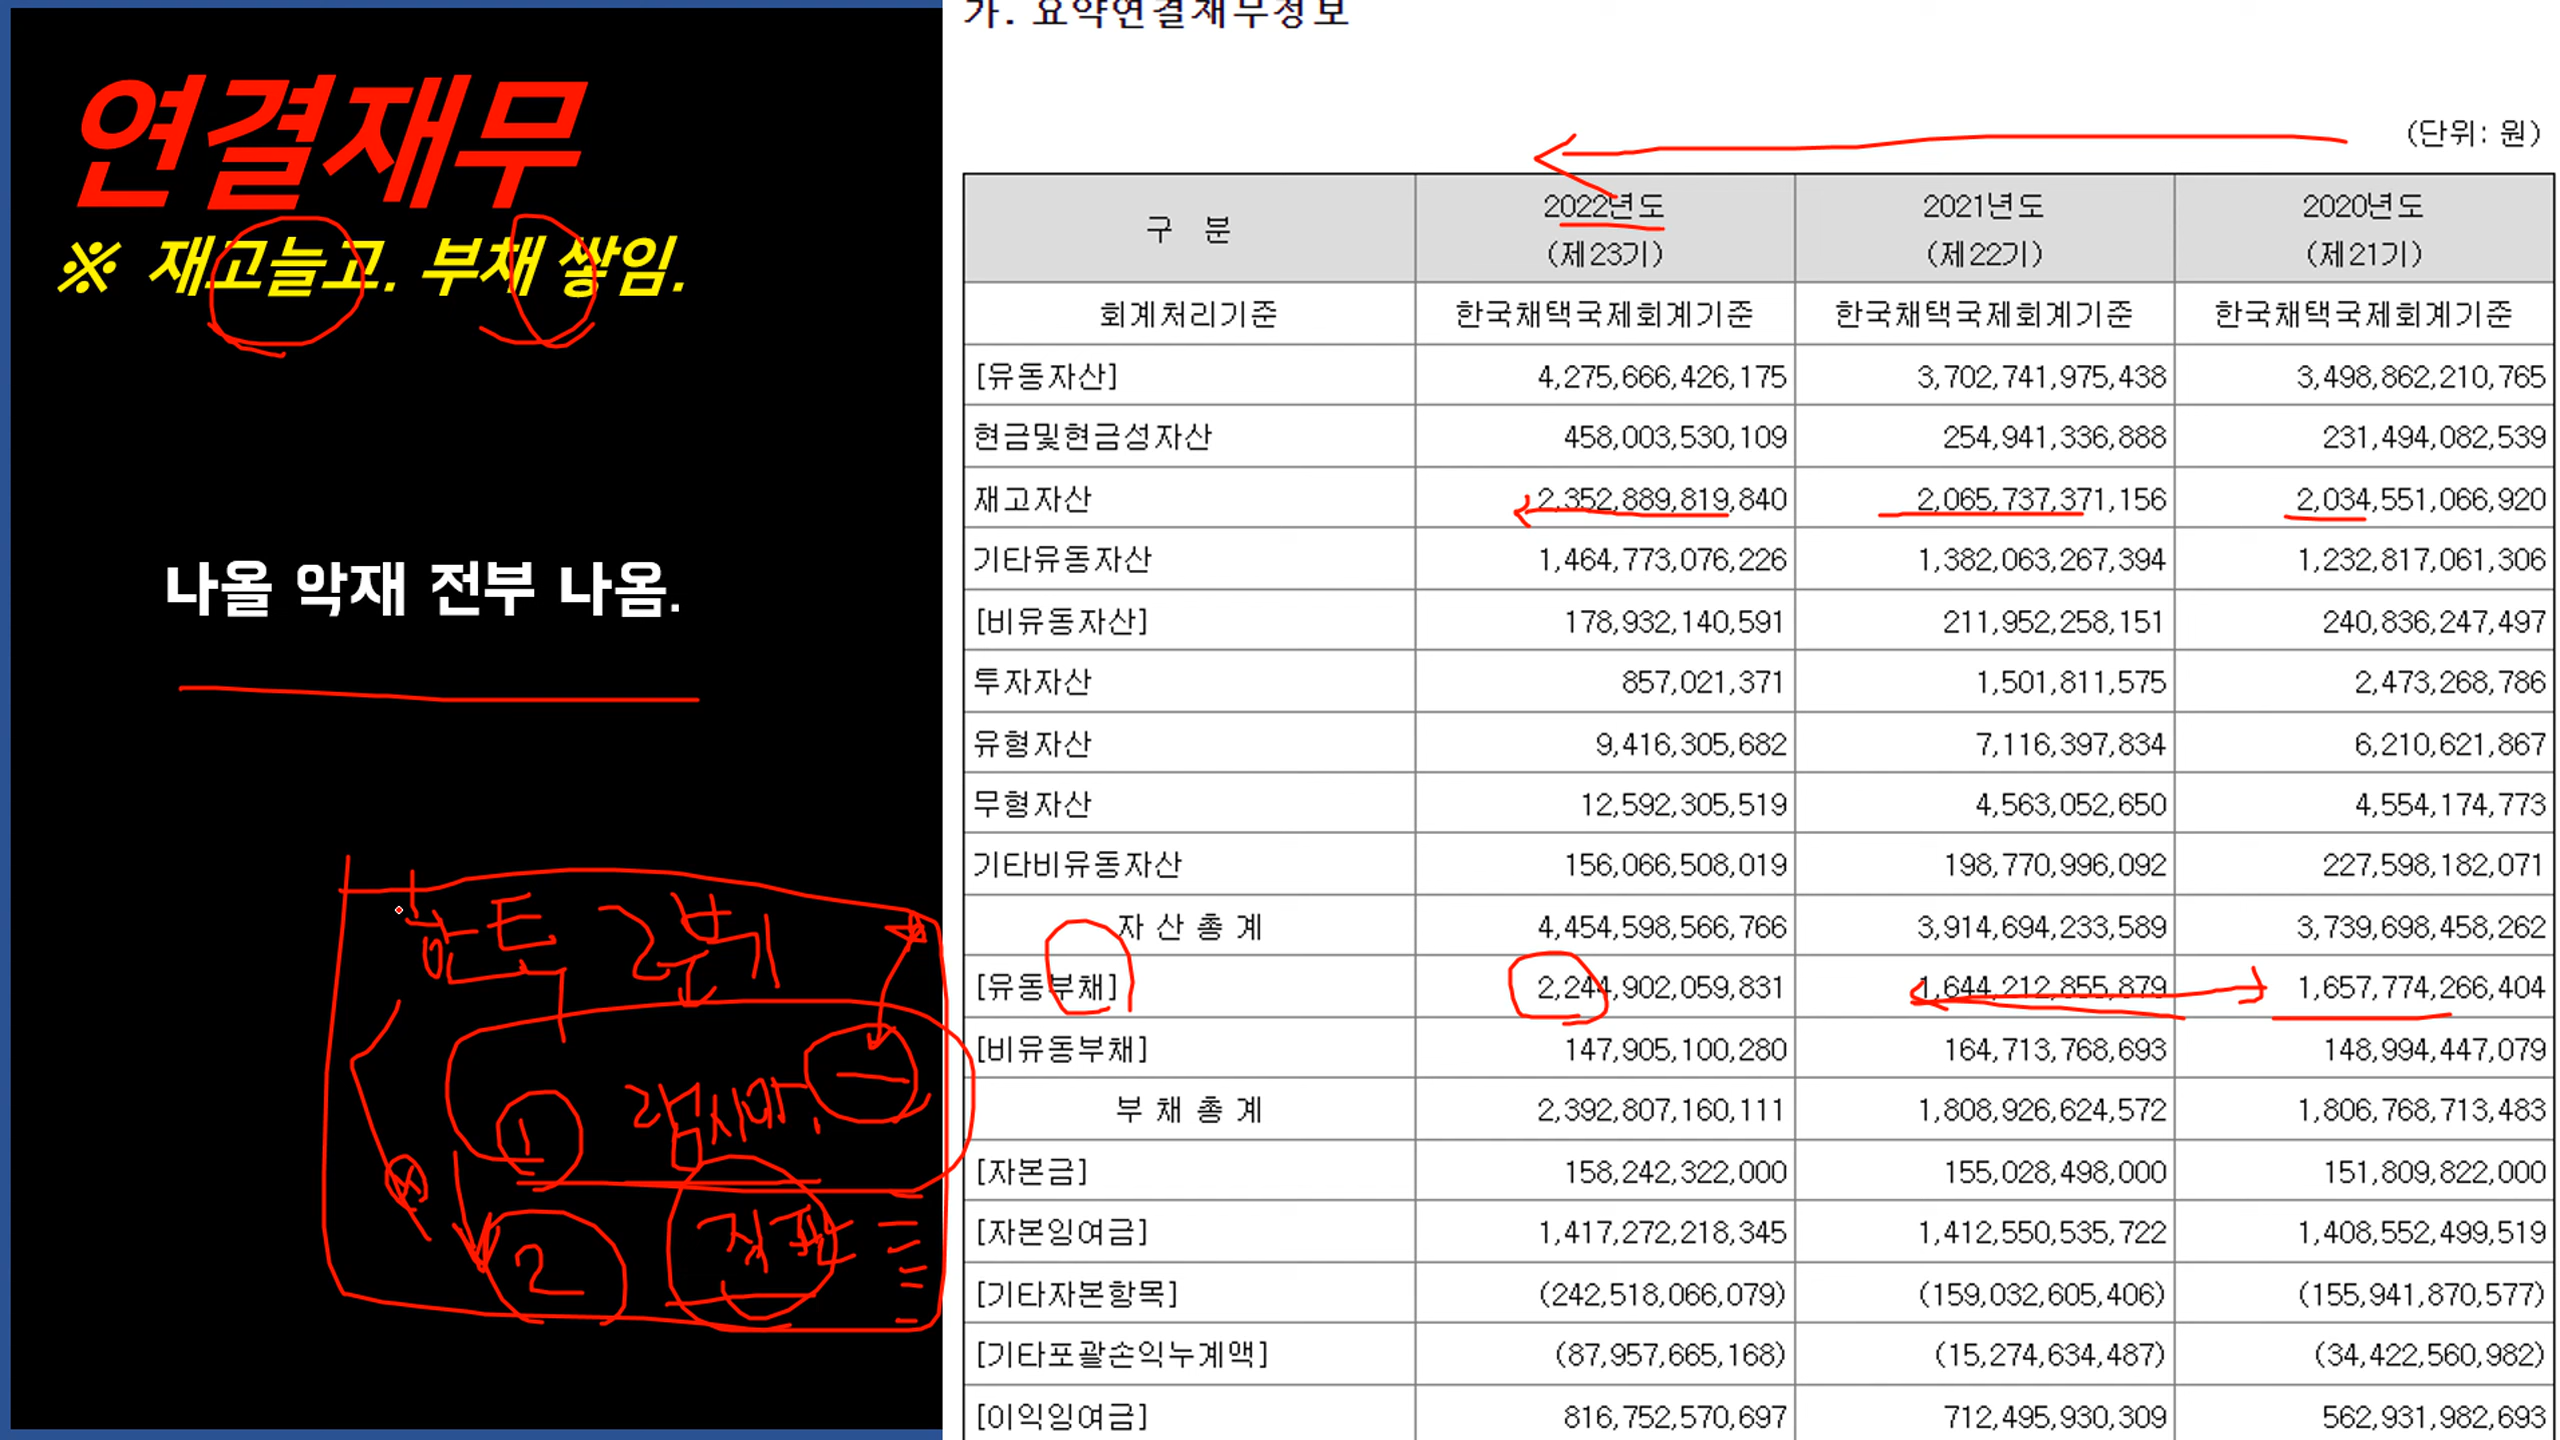 연결재무
※ 재고늘고. 부채 쌓임.
나올 악재 전부 나옴.
2분기
① 램시마. －
② 직판
가. 요약연결재무정보
(단위: 원)
구 분 2022년도 (제23기) 2021년도 (제22기) 2020년도 (제21기)
회계처리기준 한국채택국제회계기준 한국채택국제회계기준 한국채택국제회계기준
[유동자산] 4,275,666,426,175 3,702,741,975,438 3,498,862,210,765
현금및현금성자산 458,003,530,109 254,941,336,888 231,494,082,539
재고자산 2,352,889,819,840 2,065,737,371,156 2,034,551,066,920
기타유동자산 1,464,773,076,226 1,382,063,267,394 1,232,817,061,306
[비유동자산] 178,932,140,591 211,952,258,151 240,836,247,497
투자자산 857,021,371 1,501,811,575 2,473,268,786
유형자산 9,416,305,682 7,116,397,834 6,210,621,867
무형자산 12,592,305,519 4,563,052,650 4,554,174,773
기타비유동자산 156,066,508,019 198,770,996,092 227,598,182,071
자 산 총 계 4,454,598,566,766 3,914,694,233,589 3,739,698,458,262
[유동부채] 2,244,902,059,831 1,644,212,855,879 1,657,774,266,404
[비유동부채] 147,905,100,280 164,713,768,693 148,994,447,079
부 채 총 계 2,392,807,160,111 1,808,926,624,572 1,806,768,713,483
[자본금] 158,242,322,000 155,028,498,000 151,809,822,000
[자본잉여금] 1,417,272,218,345 1,412,550,535,722 1,408,552,499,519
[기타자본항목] (242,518,066,079) (159,032,605,406) (155,941,870,577)
[기타포괄손익누계액] (87,957,665,168) (15,274,634,487) (34,422,560,982)
[이익잉여금] 816,752,570,697 712,495,930,309 562,931,982,693